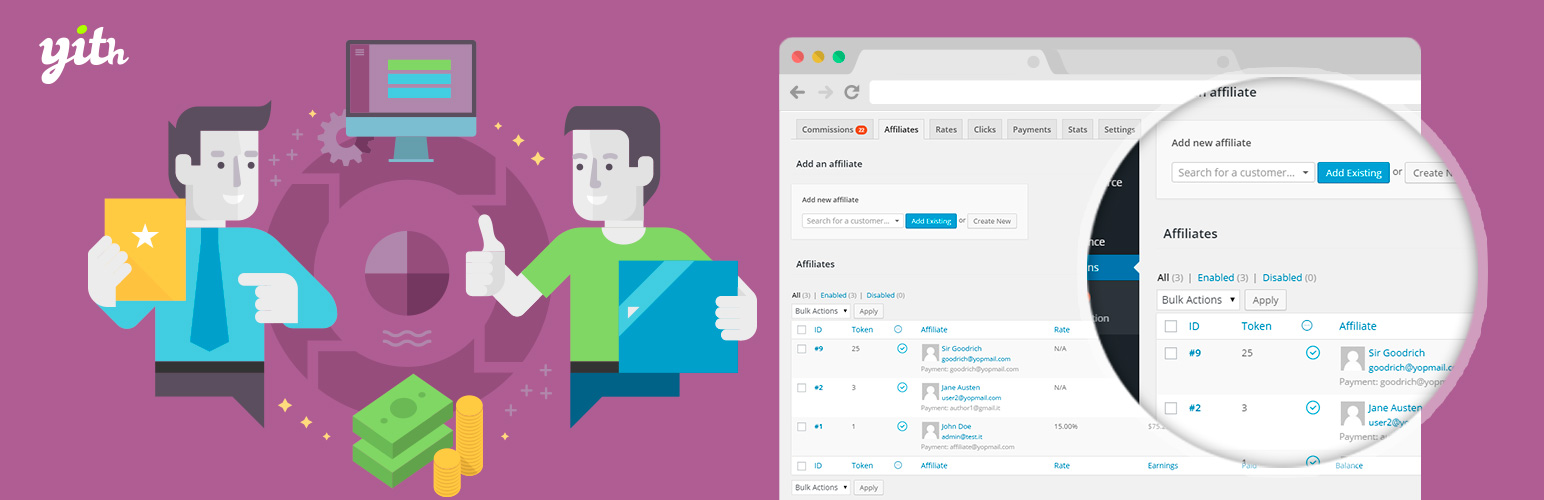 yith
Commissions 22 Affiliates Rates Clicks Payments Stats Settings
Add an affiliate
Add new affiliate
Search for a customer... Add Existing or Create New
Affiliates
All (3) | Enabled (3) | Disabled (0)
Bulk Actions Apply
ID Token Affiliate Rate
#9 25 Sir Goodrich N/A
goodrich@yopmail.com
Payment: goodrich@yopmail.com
#2 3 Jane Austen N/A
user2@yopmail.com
Payment: author1@gmail.it
#1 1 John Doe 15.00%
admin@test.it
Payment: affiliate@yopmail.com
ID Token Affiliate Rate Earnings Paid Balance
Bulk Actions Apply
affiliate
Add new affiliate
Search for a customer... Add Existing or Create N
Affiliates
All (3) | Enabled (3) | Disabled (0)
Bulk Actions Apply
ID Token Affiliate
#9 25 Sir Goodrich
goodrich@yopmail.c
Payment: goodrich@yopm
#2 3 Jane Austen
user2@yo
Payment: a